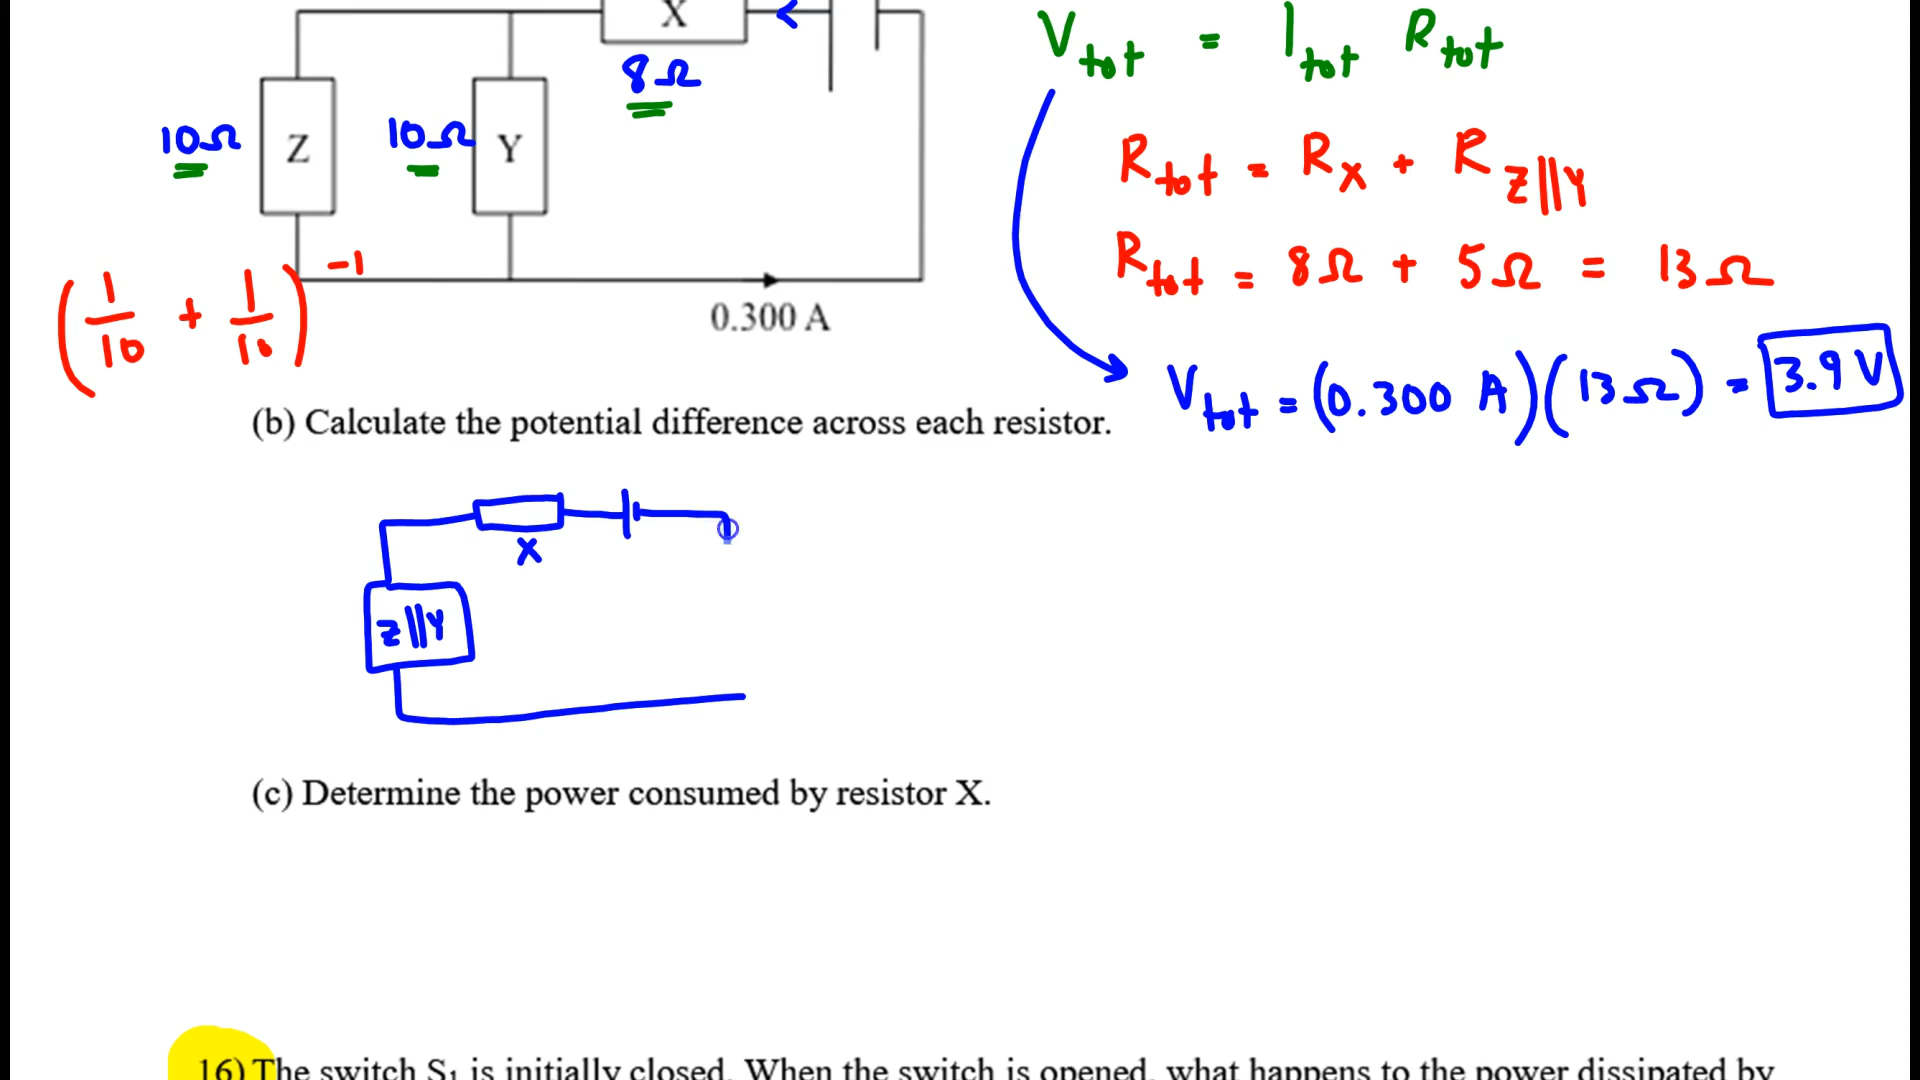 X
8Ω
10Ω
Z
10Ω
Y
0.300 A
(1/10 + 1/10)⁻¹
V_tot = I_tot R_tot
R_tot = R_X + R_Z||Y
R_tot = 8Ω + 5Ω = 13Ω
V_tot = (0.300 A)(13Ω) = 3.9 V
(b) Calculate the potential difference across each resistor.
X
Z||Y
(c) Determine the power consumed by resistor X.
16) The switch S₁ is initially closed. When the switch is opened, what happens to the power dissipated by